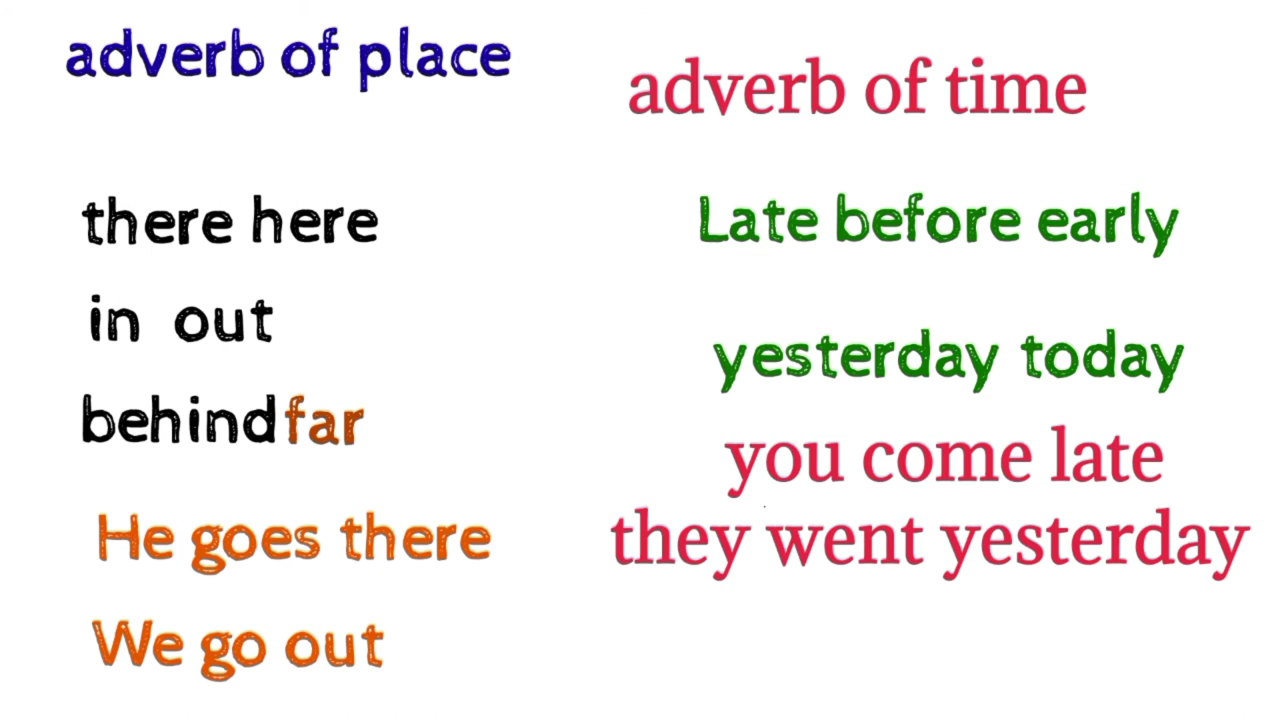 adverb of place
there here
in out
behind far
He goes there
We go out
adverb of time
Late before early
yesterday today
you come late
they went yesterday